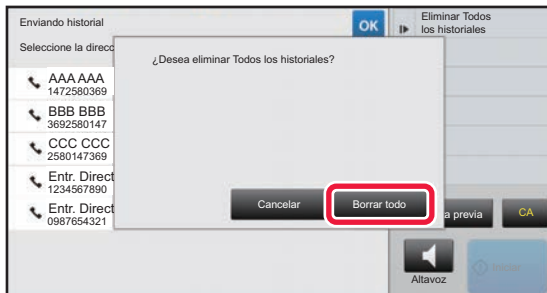 Enviando historial
OK
Eliminar Todos
los historiales
Seleccione la direcc
¿Desea eliminar Todos los historiales?
AAA AAA
1472580369
BBB BBB
3692580147
CCC CCC
2580147369
Entr. Direct
1234567890
Entr. Direct
0987654321
Cancelar
Borrar todo
a previa
CA
Altavoz